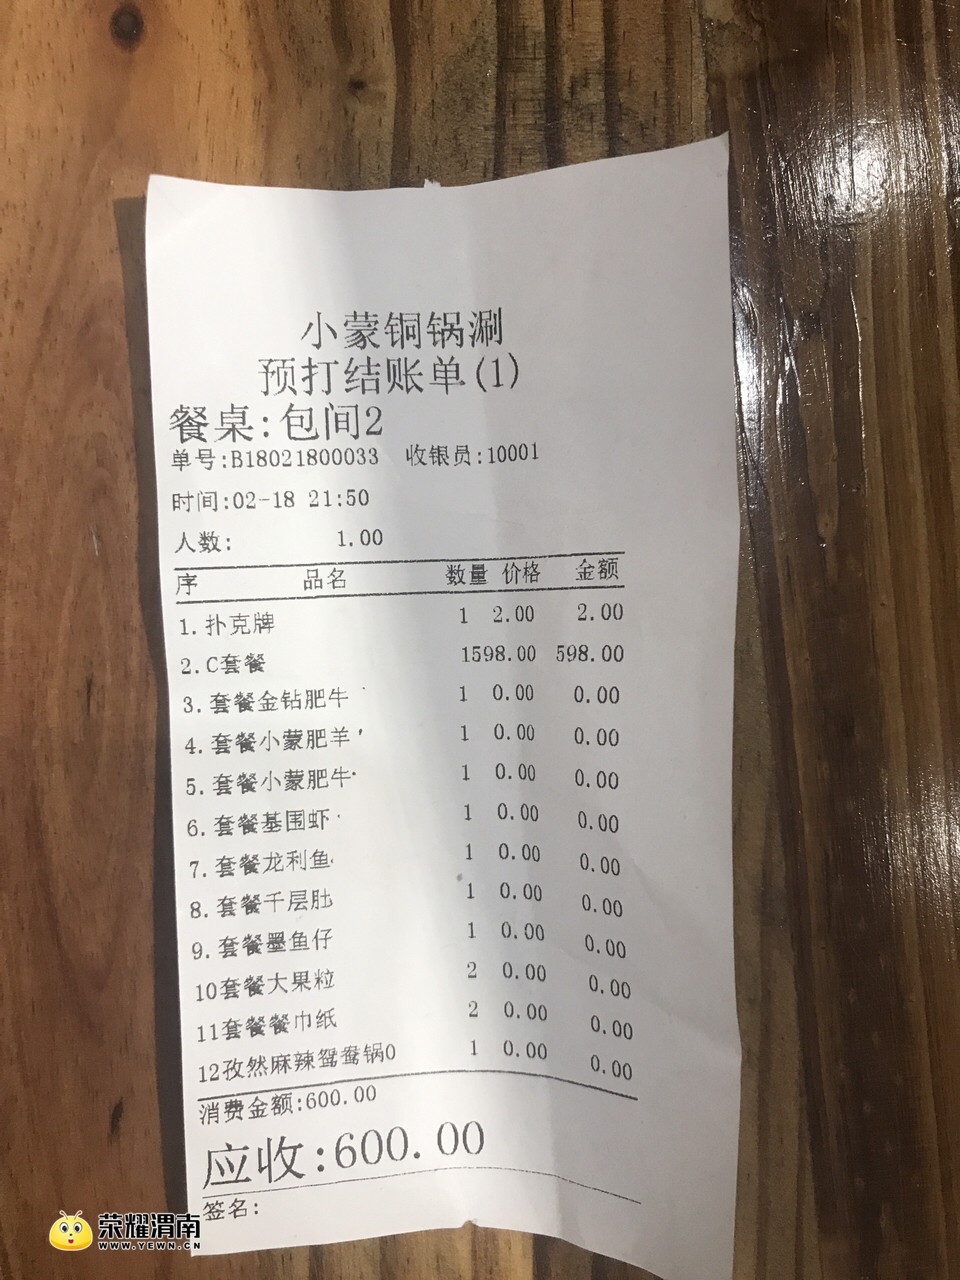 小蒙铜锅涮
预打结账单(1)
餐桌:包间2
单号:B18021800033 收银员:10001
时间:02-18 21:50
人数: 1.00
序 品名 数量 价格 金额
1.扑克牌 1 2.00 2.00
2.C套餐 1598.00 598.00
3.套餐金钻肥牛 1 0.00 0.00
4.套餐小蒙肥羊 1 0.00 0.00
5.套餐小蒙肥牛 1 0.00 0.00
6.套餐基围虾 1 0.00 0.00
7.套餐龙利鱼 1 0.00 0.00
8.套餐千层肚 1 0.00 0.00
9.套餐墨鱼仔 1 0.00 0.00
10套餐大果粒 2 0.00 0.00
11套餐餐巾纸 2 0.00 0.00
12孜然麻辣鸳鸯锅0 1 0.00 0.00
消费金额:600.00
应收:600.00
签名:
荣耀渭南
WWW.YEWN.CN